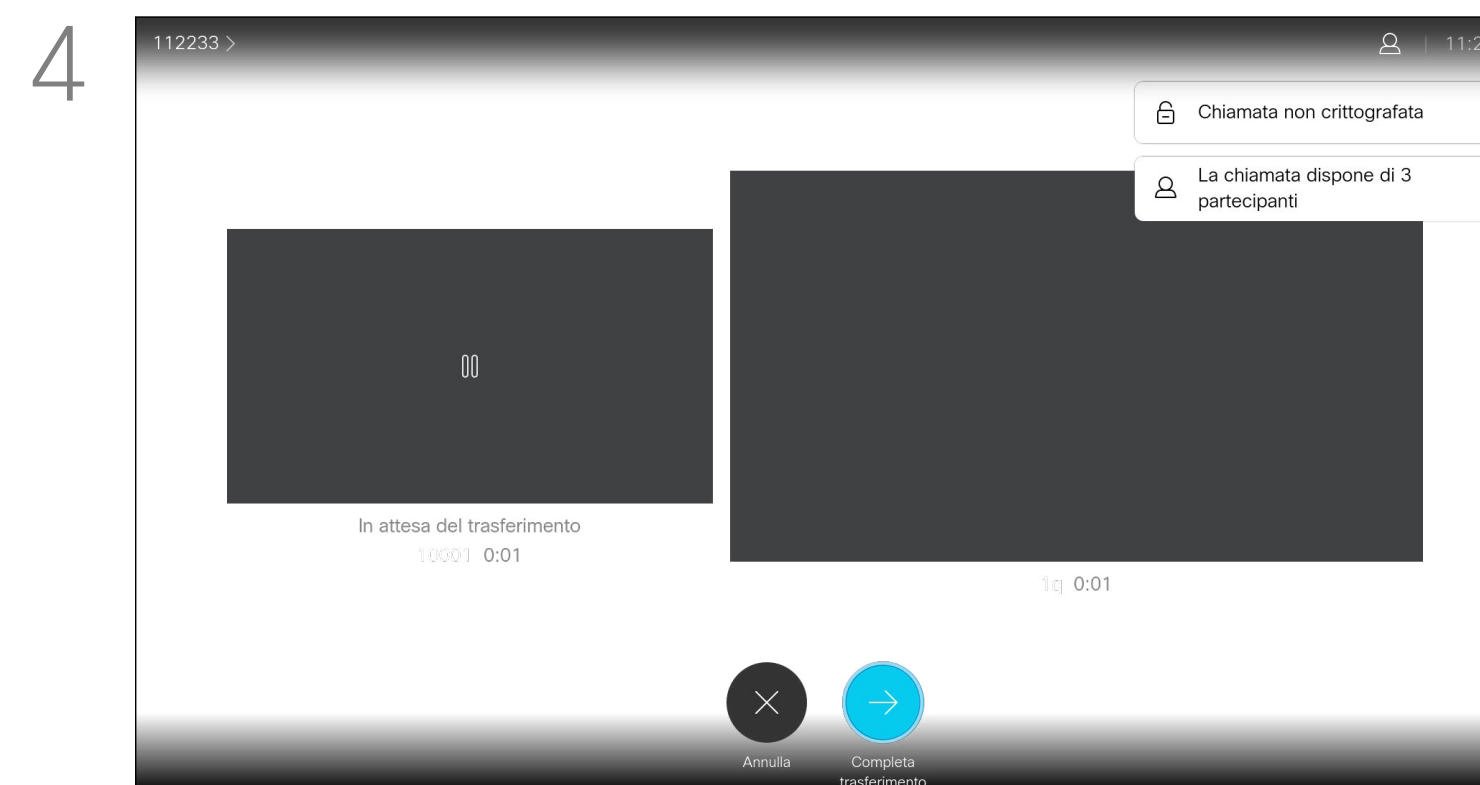 4
112233 >
Chiamata non crittografata
La chiamata dispone di 3
partecipanti
In attesa del trasferimento
10001 0:01
1q 0:01
Annulla
Completa
trasferimento